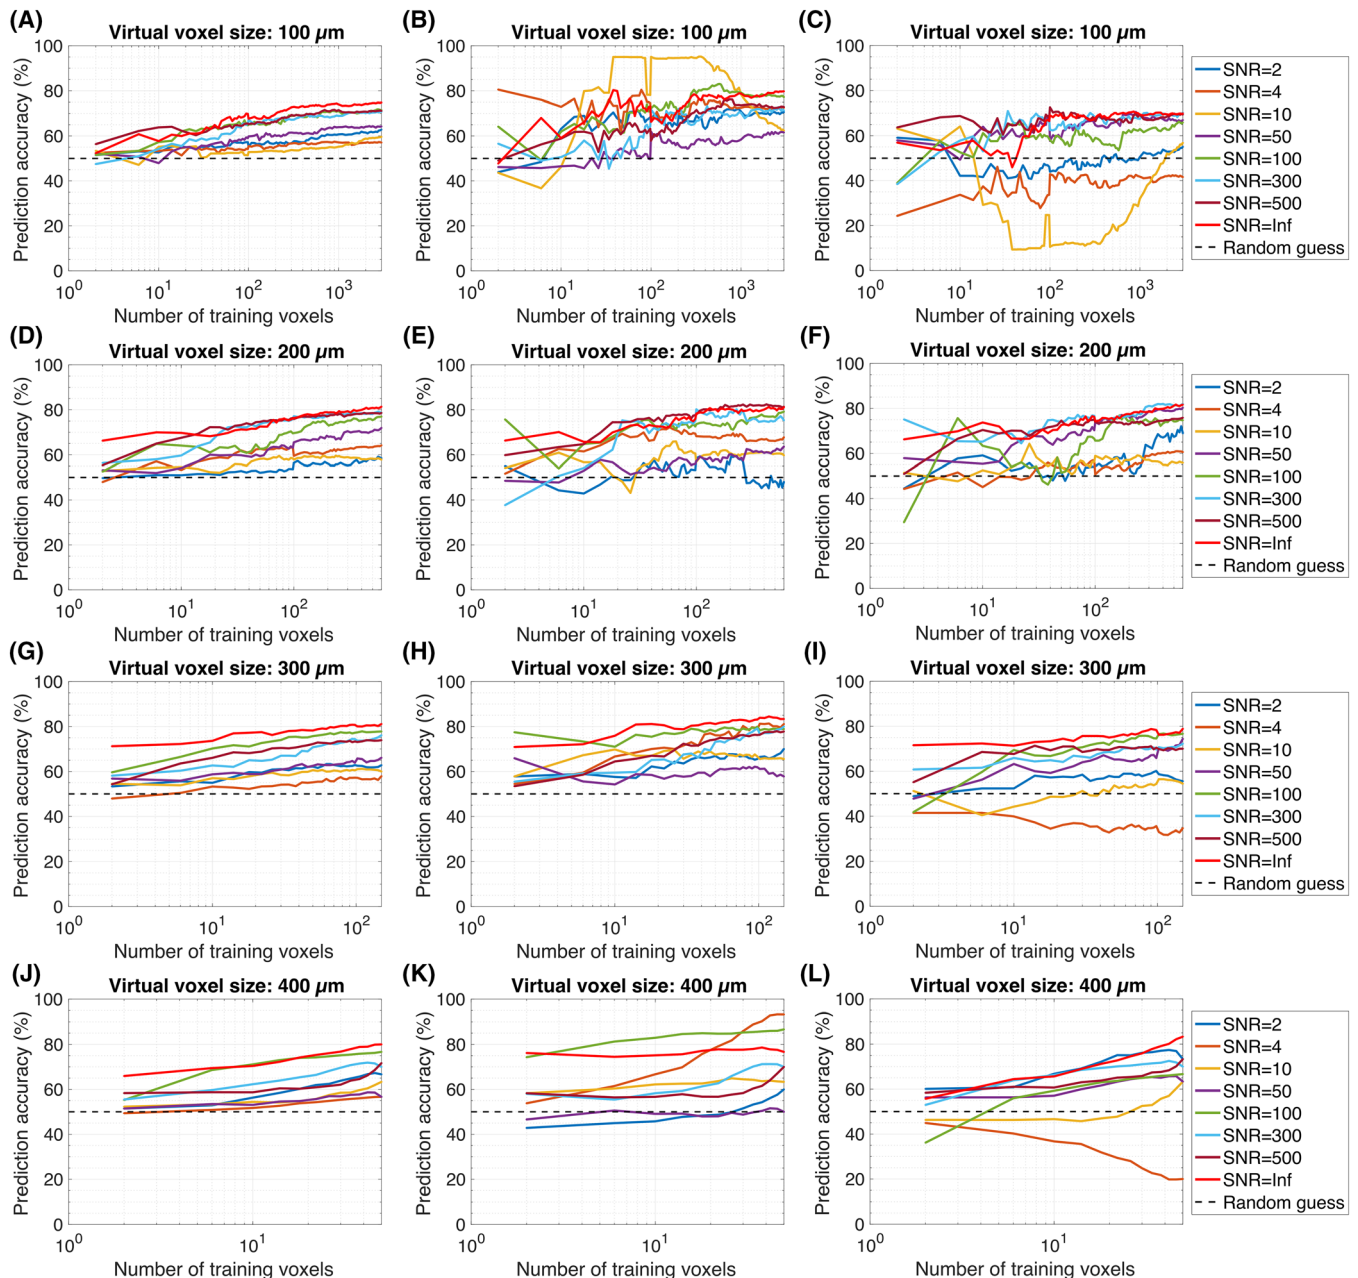 (A)
Virtual voxel size: 100 µm
100
80
60
40
20
0
Prediction accuracy (%)
10^0
10^1
10^2
10^3
Number of training voxels
(B)
Virtual voxel size: 100 µm
100
80
60
40
20
0
Prediction accuracy (%)
10^0
10^1
10^2
10^3
Number of training voxels
(C)
Virtual voxel size: 100 µm
100
80
60
40
20
0
Prediction accuracy (%)
10^0
10^1
10^2
10^3
Number of training voxels
SNR=2
SNR=4
SNR=10
SNR=50
SNR=100
SNR=300
SNR=500
SNR=Inf
Random guess
(D)
Virtual voxel size: 200 µm
100
80
60
40
20
0
Prediction accuracy (%)
10^0
10^1
10^2
Number of training voxels
(E)
Virtual voxel size: 200 µm
100
80
60
40
20
0
Prediction accuracy (%)
10^0
10^1
10^2
Number of training voxels
(F)
Virtual voxel size: 200 µm
100
80
60
40
20
0
Prediction accuracy (%)
10^0
10^1
10^2
Number of training voxels
SNR=2
SNR=4
SNR=10
SNR=50
SNR=100
SNR=300
SNR=500
SNR=Inf
Random guess
(G)
Virtual voxel size: 300 µm
100
80
60
40
20
0
Prediction accuracy (%)
10^0
10^1
10^2
Number of training voxels
(H)
Virtual voxel size: 300 µm
100
80
60
40
20
0
Prediction accuracy (%)
10^0
10^1
10^2
Number of training voxels
(I)
Virtual voxel size: 300 µm
100
80
60
40
20
0
Prediction accuracy (%)
10^0
10^1
10^2
Number of training voxels
SNR=2
SNR=4
SNR=10
SNR=50
SNR=100
SNR=300
SNR=500
SNR=Inf
Random guess
(J)
Virtual voxel size: 400 µm
100
80
60
40
20
0
Prediction accuracy (%)
10^0
10^1
Number of training voxels
(K)
Virtual voxel size: 400 µm
100
80
60
40
20
0
Prediction accuracy (%)
10^0
10^1
Number of training voxels
(L)
Virtual voxel size: 400 µm
100
80
60
40
20
0
Prediction accuracy (%)
10^0
10^1
Number of training voxels
SNR=2
SNR=4
SNR=10
SNR=50
SNR=100
SNR=300
SNR=500
SNR=Inf
Random guess